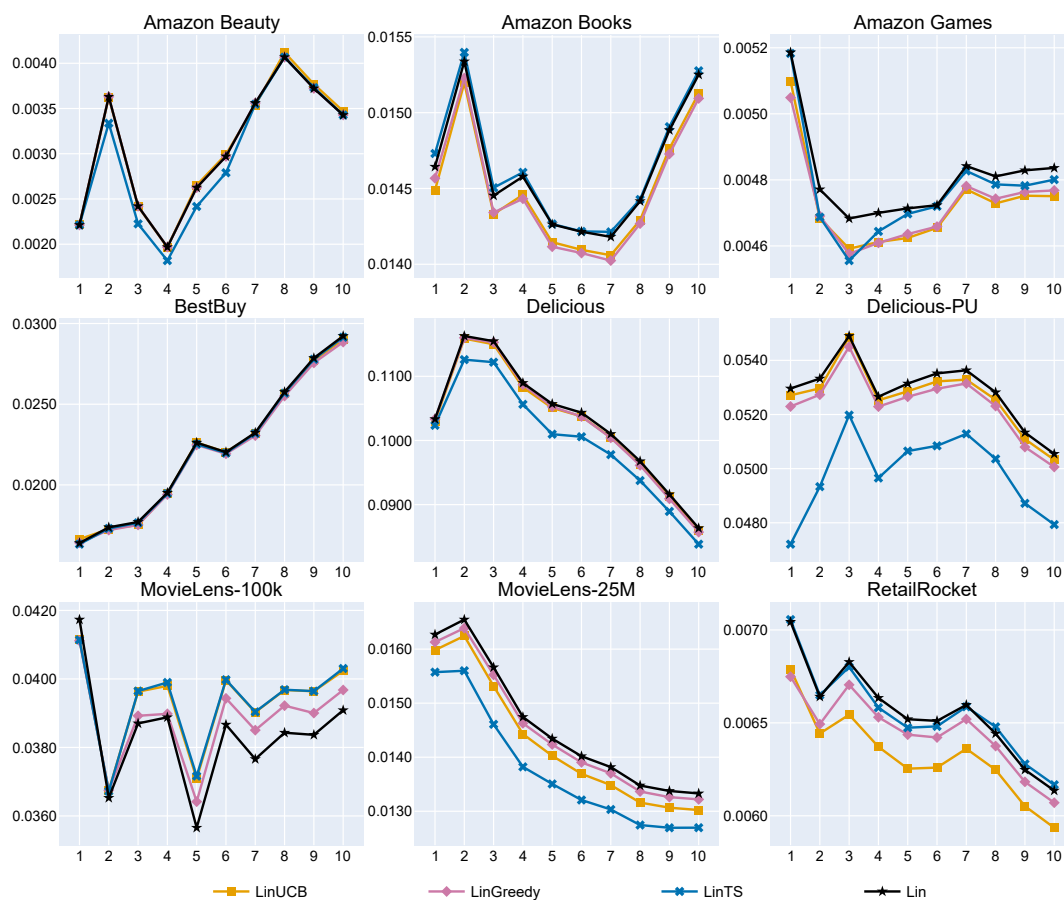 Amazon Beauty Amazon Books Amazon Games
0.0040
0.0035
0.0030
0.0025
0.0020
1 2 3 4 5 6 7 8 9 10
0.0155
0.0150
0.0145
0.0140
1 2 3 4 5 6 7 8 9 10
0.0052
0.0050
0.0048
0.0046
1 2 3 4 5 6 7 8 9 10
BestBuy Delicious Delicious-PU
0.0300
0.0250
0.0200
1 2 3 4 5 6 7 8 9 10
0.1100
0.1000
0.0900
1 2 3 4 5 6 7 8 9 10
0.0540
0.0520
0.0500
0.0480
1 2 3 4 5 6 7 8 9 10
MovieLens-100k MovieLens-25M RetailRocket
0.0420
0.0400
0.0380
0.0360
1 2 3 4 5 6 7 8 9 10
0.0160
0.0150
0.0140
0.0130
1 2 3 4 5 6 7 8 9 10
0.0070
0.0065
0.0060
1 2 3 4 5 6 7 8 9 10
LinUCB LinGreedy LinTS Lin